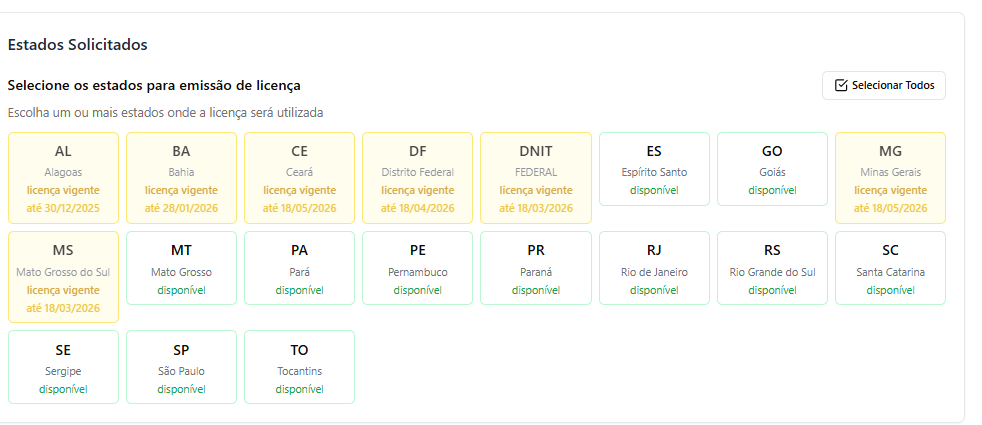 Estados Solicitados
Selecione os estados para emissão de licença
Selecionar Todos
Escolha um ou mais estados onde a licença será utilizada
AL
Alagoas
licença vigente
até 30/12/2025
BA
Bahia
licença vigente
até 28/01/2026
CE
Ceará
licença vigente
até 18/05/2026
DF
Distrito Federal
licença vigente
até 18/04/2026
DNIT
FEDERAL
licença vigente
até 18/03/2026
ES
Espírito Santo
disponível
GO
Goiás
disponível
MG
Minas Gerais
licença vigente
até 18/05/2026
MS
Mato Grosso do Sul
licença vigente
até 18/03/2026
MT
Mato Grosso
disponível
PA
Pará
disponível
PE
Pernambuco
disponível
PR
Paraná
disponível
RJ
Rio de Janeiro
disponível
RS
Rio Grande do Sul
disponível
SC
Santa Catarina
disponível
SE
Sergipe
disponível
SP
São Paulo
disponível
TO
Tocantins
disponível